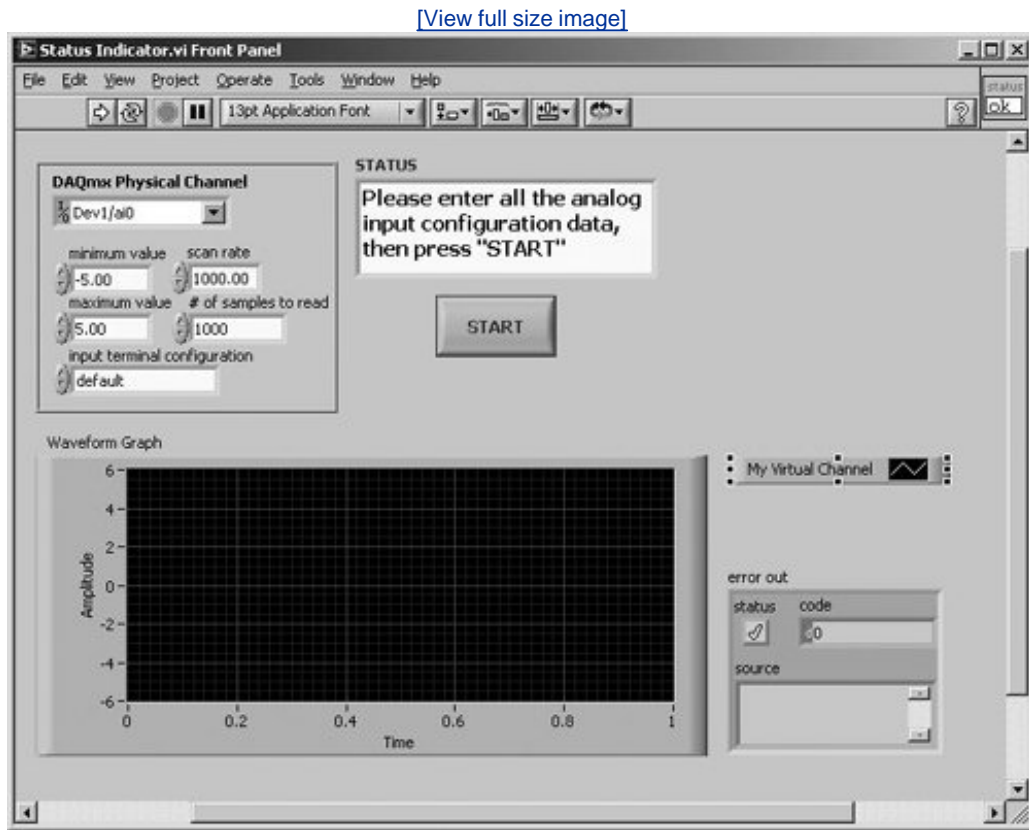 [View full size image]
Status Indicator.vi Front Panel
File Edit View Project Operate Tools Window Help
13pt Application Font
status
ok
DAQmx Physical Channel
Dev1/ai0
minimum value scan rate
-5.00 1000.00
maximum value # of samples to read
5.00 1000
input terminal configuration
default
STATUS
Please enter all the analog
input configuration data,
then press "START"
START
Waveform Graph
6
4
2
0
-2
-4
-6
Amplitude
0 0.2 0.4 0.6 0.8 1
Time
My Virtual Channel
error out
status code
0
source